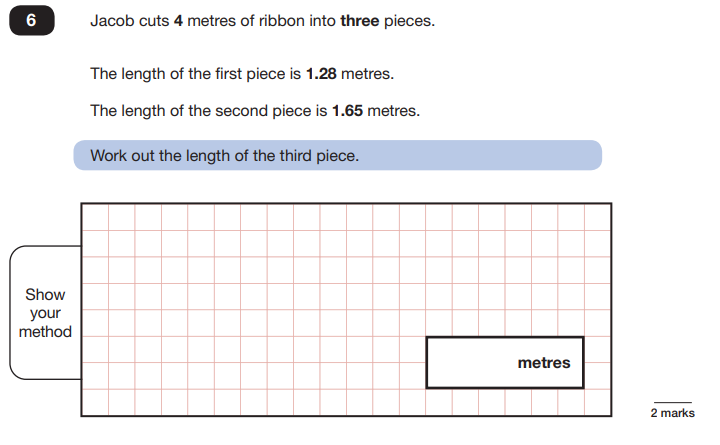 6
Jacob cuts 4 metres of ribbon into three pieces.
The length of the first piece is 1.28 metres.
The length of the second piece is 1.65 metres.
Work out the length of the third piece.
Show
your
method
metres
2 marks